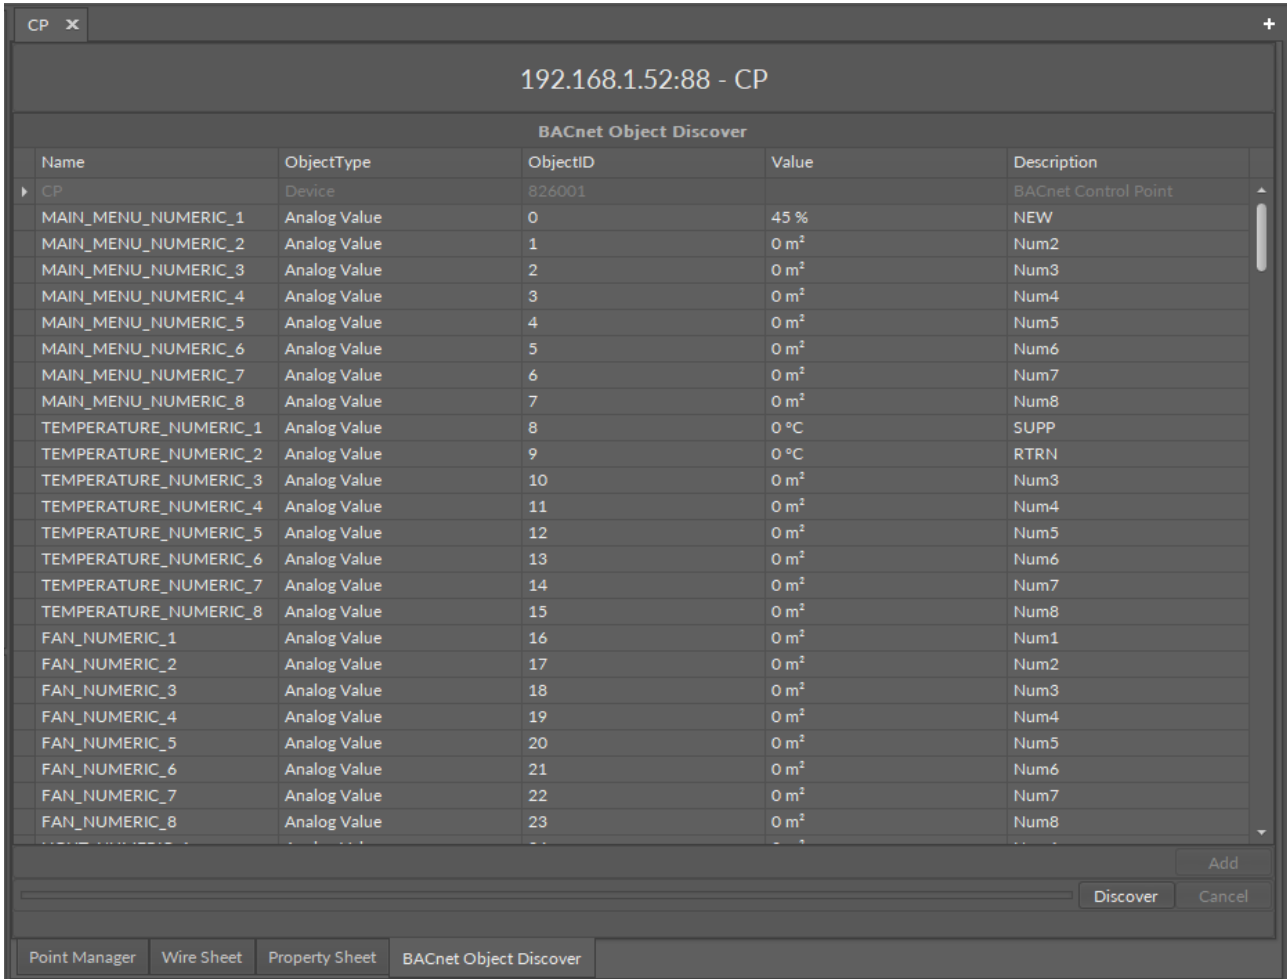 CP ×
+
192.168.1.52:88 - CP
BACnet Object Discover
Name ObjectType ObjectID Value Description
CP Device 826001 BACnet Control Point
MAIN_MENU_NUMERIC_1 Analog Value 0 45 % NEW
MAIN_MENU_NUMERIC_2 Analog Value 1 0 m² Num2
MAIN_MENU_NUMERIC_3 Analog Value 2 0 m² Num3
MAIN_MENU_NUMERIC_4 Analog Value 3 0 m² Num4
MAIN_MENU_NUMERIC_5 Analog Value 4 0 m² Num5
MAIN_MENU_NUMERIC_6 Analog Value 5 0 m² Num6
MAIN_MENU_NUMERIC_7 Analog Value 6 0 m² Num7
MAIN_MENU_NUMERIC_8 Analog Value 7 0 m² Num8
TEMPERATURE_NUMERIC_1 Analog Value 8 0 °C SUPP
TEMPERATURE_NUMERIC_2 Analog Value 9 0 °C RTRN
TEMPERATURE_NUMERIC_3 Analog Value 10 0 m² Num3
TEMPERATURE_NUMERIC_4 Analog Value 11 0 m² Num4
TEMPERATURE_NUMERIC_5 Analog Value 12 0 m² Num5
TEMPERATURE_NUMERIC_6 Analog Value 13 0 m² Num6
TEMPERATURE_NUMERIC_7 Analog Value 14 0 m² Num7
TEMPERATURE_NUMERIC_8 Analog Value 15 0 m² Num8
FAN_NUMERIC_1 Analog Value 16 0 m² Num1
FAN_NUMERIC_2 Analog Value 17 0 m² Num2
FAN_NUMERIC_3 Analog Value 18 0 m² Num3
FAN_NUMERIC_4 Analog Value 19 0 m² Num4
FAN_NUMERIC_5 Analog Value 20 0 m² Num5
FAN_NUMERIC_6 Analog Value 21 0 m² Num6
FAN_NUMERIC_7 Analog Value 22 0 m² Num7
FAN_NUMERIC_8 Analog Value 23 0 m² Num8
Add
Discover Cancel
Point Manager Wire Sheet Property Sheet BACnet Object Discover